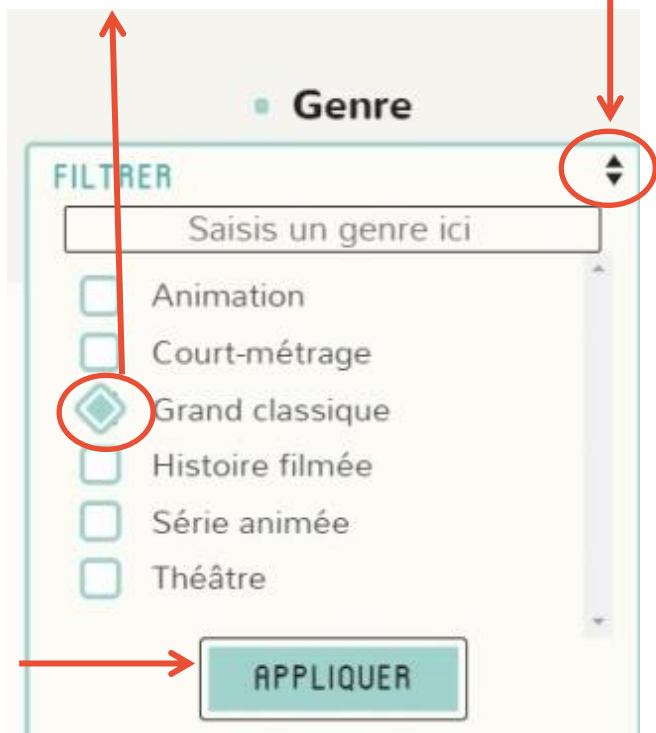 Genre
FILTRER
Saisis un genre ici
Animation
Court-métrage
Grand classique
Histoire filmée
Série animée
Théâtre
APPLIQUER